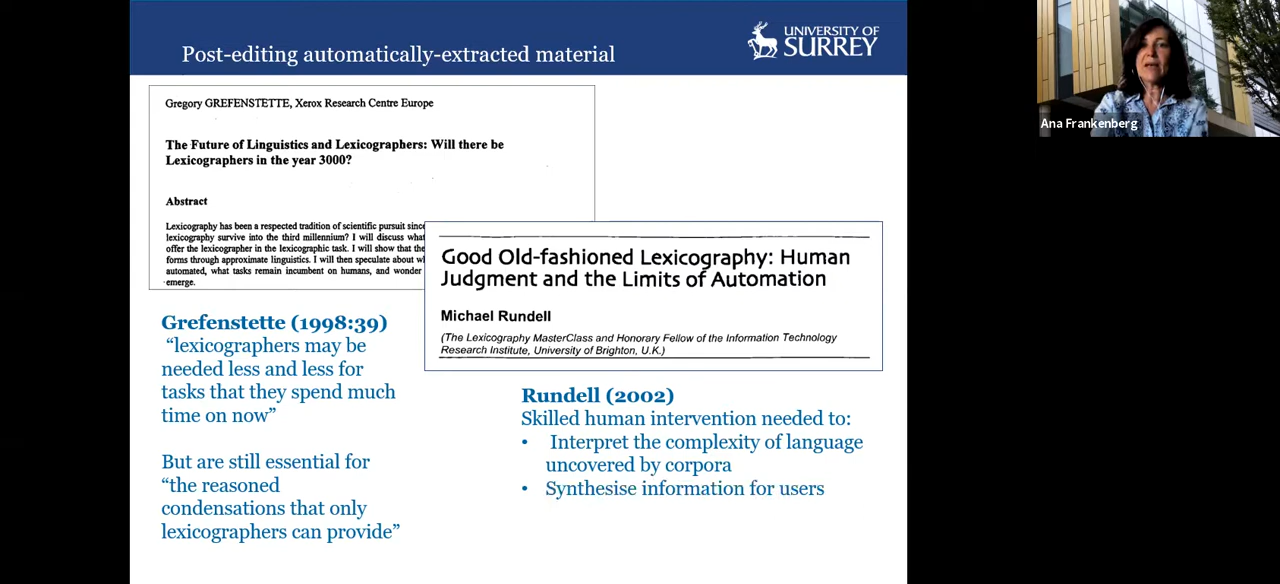 Post-editing automatically-extracted material
UNIVERSITY OF
SURREY
Ana Frankenberg
Gregory GREFENSTETTE, Xerox Research Centre Europe
The Future of Linguistics and Lexicographers: Will there be
Lexicographers in the year 3000?
Abstract
Lexicography has been a respected tradition of scientific pursuit since
lexicography survive into the third millennium? I will discuss what
offer the lexicographer in the lexicographic task. I will show that the
forms through approximate linguistics. I will then speculate about
automated, what tasks remain incumbent on humans, and wonder
emerge.
Good Old-fashioned Lexicography: Human
Judgment and the Limits of Automation
Michael Rundell
(The Lexicography MasterClass and Honorary Fellow of the Information Technology
Research Institute, University of Brighton, U.K.)
Grefenstette (1998:39)
“lexicographers may be
needed less and less for
tasks that they spend much
time on now”
But are still essential for
“the reasoned
condensations that only
lexicographers can provide”
Rundell (2002)
Skilled human intervention needed to:
• Interpret the complexity of language
uncovered by corpora
• Synthesise information for users